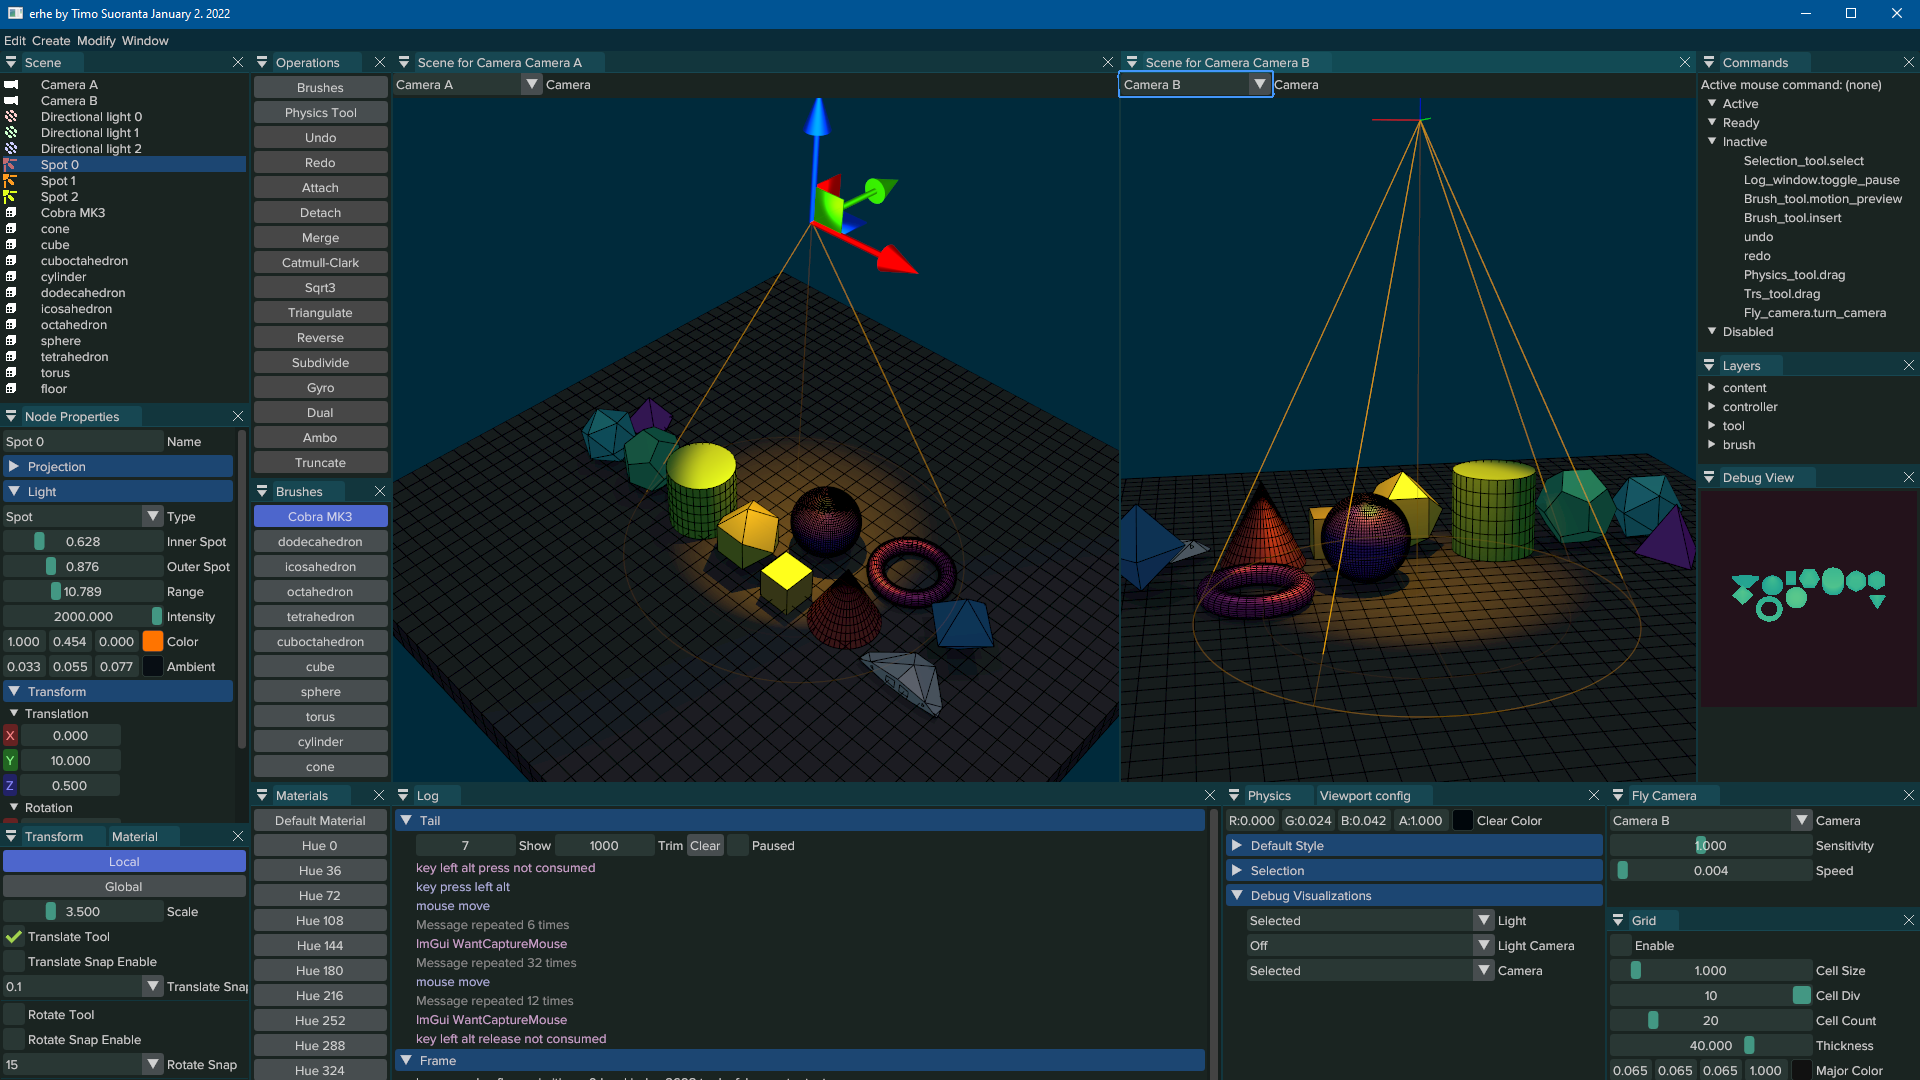 erhe by Timo Suoranta January 2. 2022
Edit Create Modify Window
Scene
Camera A
Camera B
Directional light 0
Directional light 1
Directional light 2
Spot 0
Spot 1
Spot 2
Cobra MK3
cone
cube
cuboctahedron
cylinder
dodecahedron
icosahedron
octahedron
sphere
tetrahedron
torus
floor
Node Properties
Spot 0 Name
Projection
Light
Spot Type
0.628 Inner Spot
0.876 Outer Spot
10.789 Range
2000.000 Intensity
1.000 0.454 0.000 Color
0.033 0.055 0.077 Ambient
Transform
Translation
X 0.000
Y 10.000
Z 0.500
Rotation
Transform Material
Local
Global
3.500 Scale
Translate Tool
Translate Snap Enable
0.1 Translate Snap
Rotate Tool
Rotate Snap Enable
15 Rotate Snap
Operations
Brushes
Physics Tool
Undo
Redo
Attach
Detach
Merge
Catmull-Clark
Sqrt3
Triangulate
Reverse
Subdivide
Gyro
Dual
Ambo
Truncate
Brushes
Cobra MK3
dodecahedron
icosahedron
octahedron
tetrahedron
cuboctahedron
cube
sphere
torus
cylinder
cone
Materials
Default Material
Hue 0
Hue 36
Hue 72
Hue 108
Hue 144
Hue 180
Hue 216
Hue 252
Hue 288
Hue 324
Scene for Camera Camera A
Camera A Camera
Scene for Camera Camera B
Camera B Camera
Log
Tail
7 Show 1000 Trim Clear Paused
key left alt press not consumed
key press left alt
mouse move
Message repeated 6 times
ImGui WantCaptureMouse
Message repeated 32 times
mouse move
Message repeated 12 times
ImGui WantCaptureMouse
key left alt release not consumed
Frame
Physics Viewport config
R:0.000 G:0.024 B:0.042 A:1.000 Clear Color
Default Style
Selection
Debug Visualizations
Selected Light
Off Light Camera
Selected Camera
Commands
Active mouse command: (none)
Active
Ready
Inactive
Selection_tool.select
Log_window.toggle_pause
Brush_tool.motion_preview
Brush_tool.insert
undo
redo
Physics_tool.drag
Trs_tool.drag
Fly_camera.turn_camera
Disabled
Layers
content
controller
tool
brush
Debug View
Fly Camera
Camera B Camera
1.000 Sensitivity
0.004 Speed
Grid
Enable
1.000 Cell Size
10 Cell Div
20 Cell Count
40.000 Thickness
0.065 0.065 0.065 1.000 Major Color